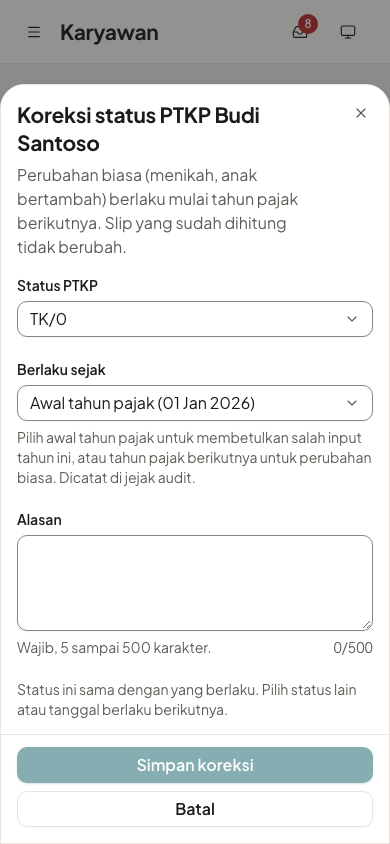 Karyawan
8
Koreksi status PTKP Budi
Santoso
Perubahan biasa (menikah, anak
bertambah) berlaku mulai tahun pajak
berikutnya. Slip yang sudah dihitung
tidak berubah.
Status PTKP
TK/0
Berlaku sejak
Awal tahun pajak (01 Jan 2026)
Pilih awal tahun pajak untuk membetulkan salah input
tahun ini, atau tahun pajak berikutnya untuk perubahan
biasa. Dicatat di jejak audit.
Alasan
Wajib, 5 sampai 500 karakter. 0/500
Status ini sama dengan yang berlaku. Pilih status lain
atau tanggal berlaku berikutnya.
Simpan koreksi
Batal